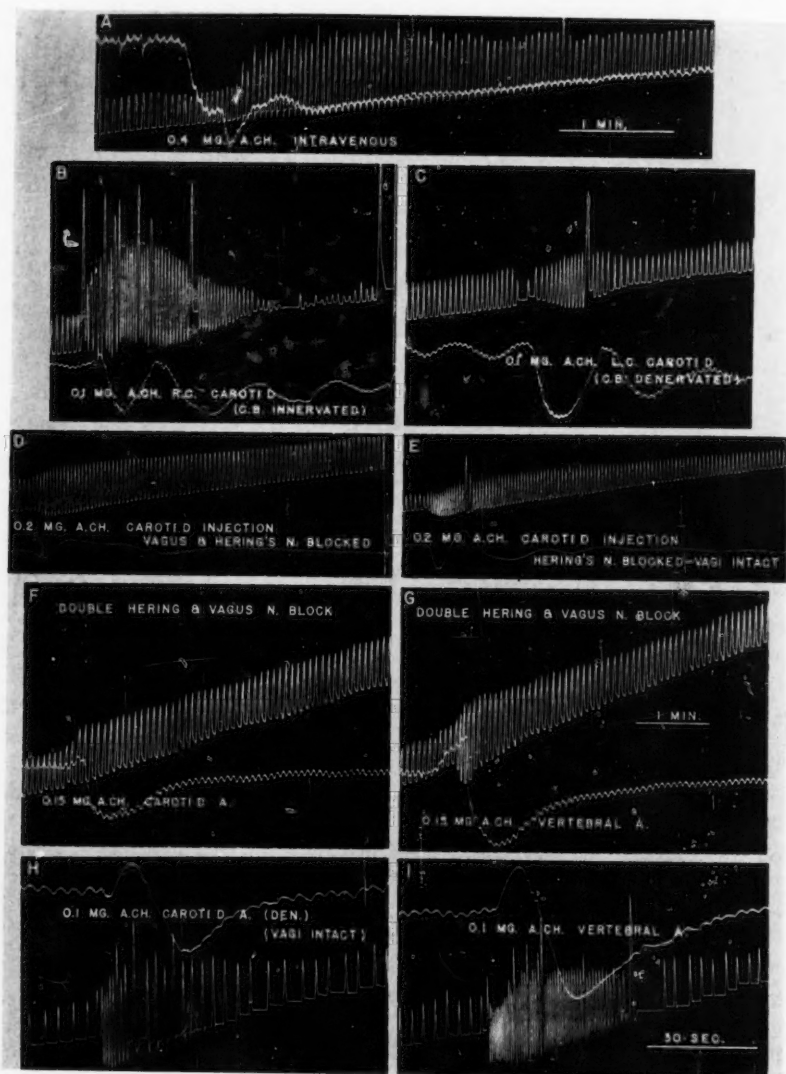 A
0.4 MG. A.CH. INTRAVENOUS
1 MIN.
B
0.1 MG. A.CH. R.C. CAROTID
(C.B. INNERVATED)
C
0.1 MG. A.CH. L.C. CAROTID
(C.B. DENERVATED)
D
0.2 MG. A.CH. CAROTID INJECTION
VAGUS & HERING'S N. BLOCKED
E
0.2 MG. A.CH. CAROTID INJECTION
HERING'S N. BLOCKED-VAGI INTACT
F
DOUBLE HERING & VAGUS N. BLOCK
0.15 MG A.CH. CAROTID A.
G
DOUBLE HERING & VAGUS N. BLOCK
1 MIN.
0.15 MG A.CH. VERTEBRAL A.
H
0.1 MG. A.CH. CAROTID A. (DEN.)
(VAGI INTACT)
I
0.1 MG. A.CH. VERTEBRAL A
30 SEC.